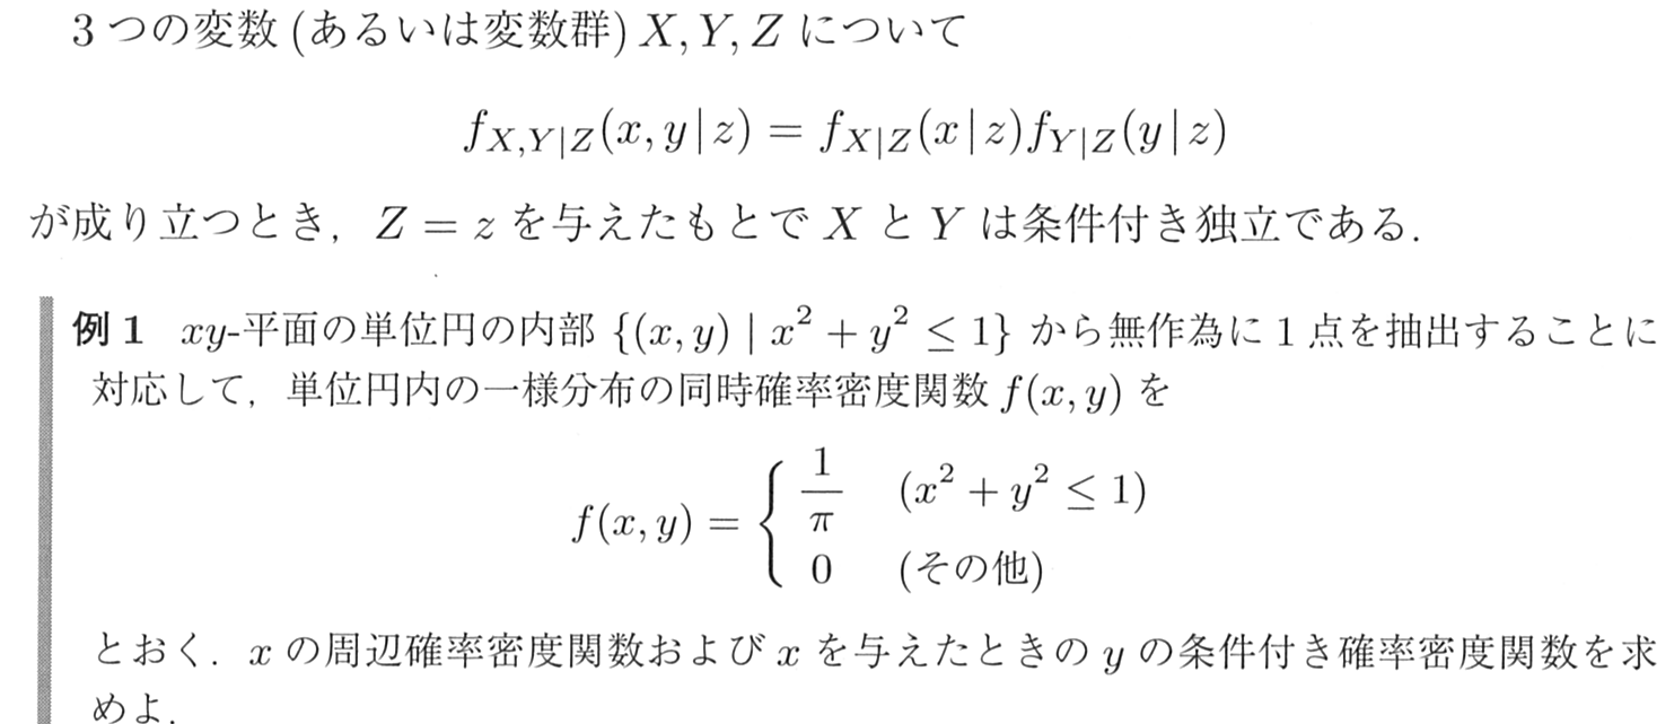 3つの変数 (あるいは変数群) X, Y, Z について
f_{X,Y|Z}(x, y | z) = f_{X|Z}(x | z) f_{Y|Z}(y | z)
が成り立つとき, Z = z を与えたもとで X と Y は条件付き独立である.
例 1 xy-平面の単位円の内部 {(x, y) | x² + y² ≤ 1} から無作為に 1 点を抽出することに
対応して, 単位円内の一様分布の同時確率密度関数 f(x, y) を
f(x, y) = { 1/π (x² + y² ≤ 1)
0 (その他)
とおく. x の周辺確率密度関数および x を与えたときの y の条件付き確率密度関数を求
めよ.